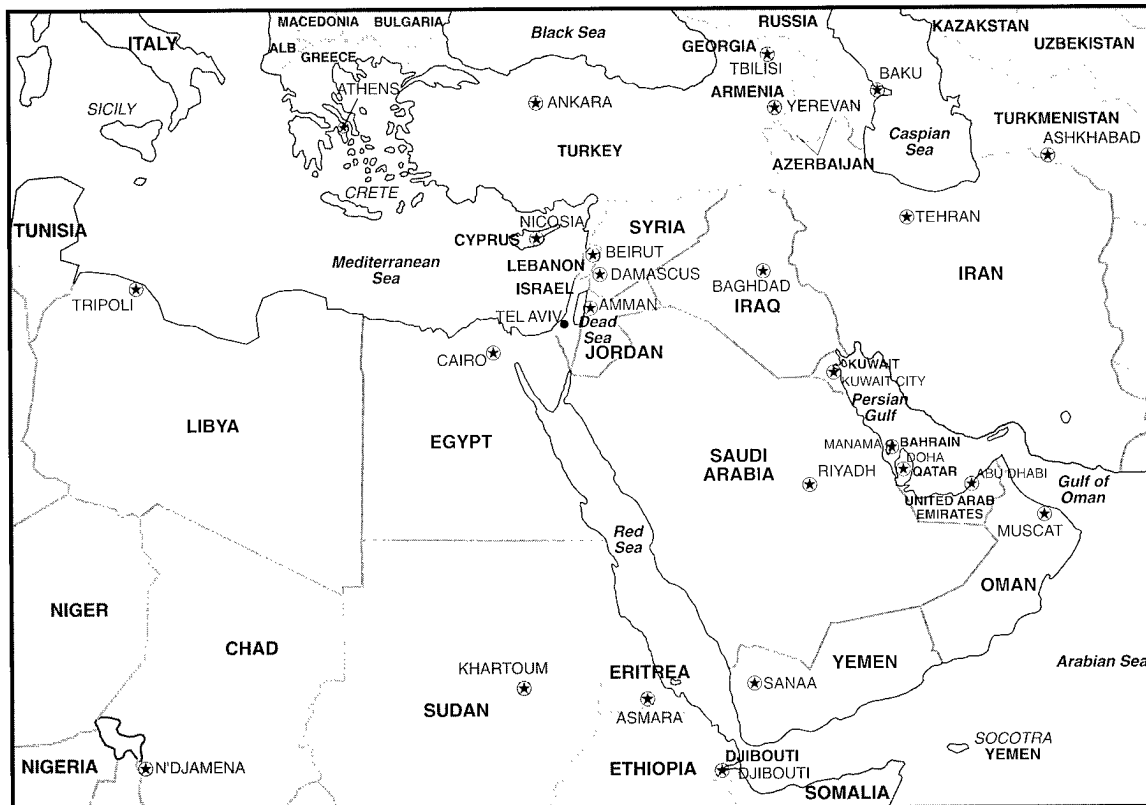 MACEDONIA
BULGARIA
Black Sea
RUSSIA
KAZAKSTAN
ITALY
ALB
GREECE
GEORGIA
TBILISI
UZBEKISTAN
BAKU
ATHENS
SICILY
ANKARA
ARMENIA
YEREVAN
TURKMENISTAN
ASHKHABAD
Caspian
Sea
TURKEY
AZERBAIJAN
CRETE
TUNISIA
NICOSIA
CYPRUS
SYRIA
TEHRAN
Mediterranean
Sea
BEIRUT
LEBANON
DAMASCUS
ISRAEL
BAGHDAD
IRAQ
IRAN
TRIPOLI
TEL AVIV
AMMAN
Dead
Sea
JORDAN
CAIRO
KUWAIT
KUWAIT CITY
Persian
Gulf
LIBYA
EGYPT
SAUDI
ARABIA
RIYADH
MANAMA
BAHRAIN
DOHA
QATAR
ABU DHABI
UNITED ARAB
EMIRATES
Gulf of
Oman
MUSCAT
Red
Sea
OMAN
NIGER
CHAD
KHARTOUM
SUDAN
ERITREA
ASMARA
YEMEN
SANAA
Arabian Sea
NIGERIA
N'DJAMENA
ETHIOPIA
DJIBOUTI
DJIBOUTI
SOMALIA
SOCOTRA
YEMEN